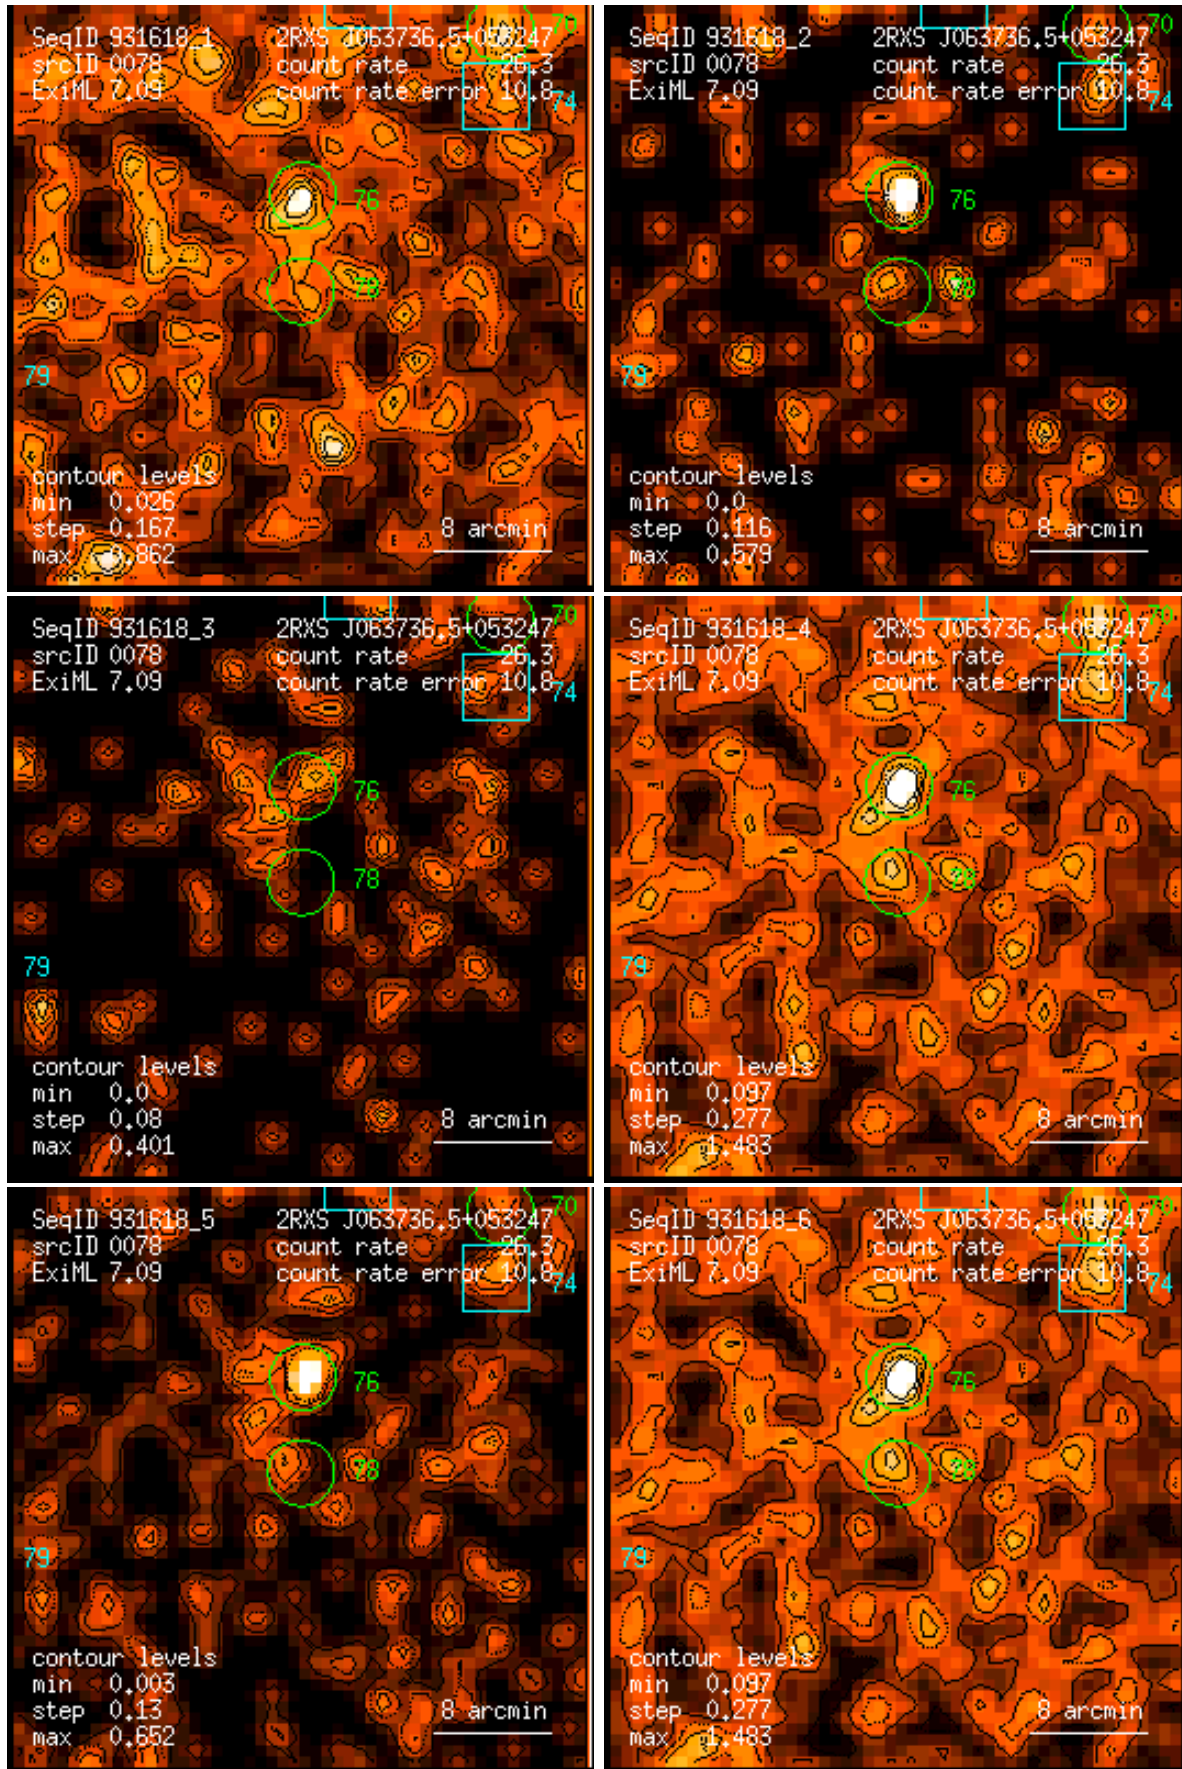 SeqID 931618_1 2RXS J063736.5+053247 70
srcID 0078 count rate 26.3
ExiML 7.09 count rate error 10.8 74
76
78
79
contour levels
min 0.026
step 0.167 8 arcmin
max 0.862
SeqID 931618_2 2RXS J063736.5+053247 70
srcID 0078 count rate 26.3
ExiML 7.09 count rate error 10.8 74
76
78
79
contour levels
min 0.0
step 0.116 8 arcmin
max 0.579
SeqID 931618_3 2RXS J063736.5+053247 70
srcID 0078 count rate 26.3
ExiML 7.09 count rate error 10.8 74
76
78
79
contour levels
min 0.0
step 0.08 8 arcmin
max 0.401
SeqID 931618_4 2RXS J063736.5+053247 70
srcID 0078 count rate 26.3
ExiML 7.09 count rate error 10.8 74
76
78
79
contour levels
min 0.097
step 0.277 8 arcmin
max 1.483
SeqID 931618_5 2RXS J063736.5+053247 70
srcID 0078 count rate 26.3
ExiML 7.09 count rate error 10.8 74
76
78
79
contour levels
min 0.003
step 0.13 8 arcmin
max 0.652
SeqID 931618_6 2RXS J063736.5+053247 70
srcID 0078 count rate 26.3
ExiML 7.09 count rate error 10.8 74
76
78
79
contour levels
min 0.097
step 0.277 8 arcmin
max 1.483